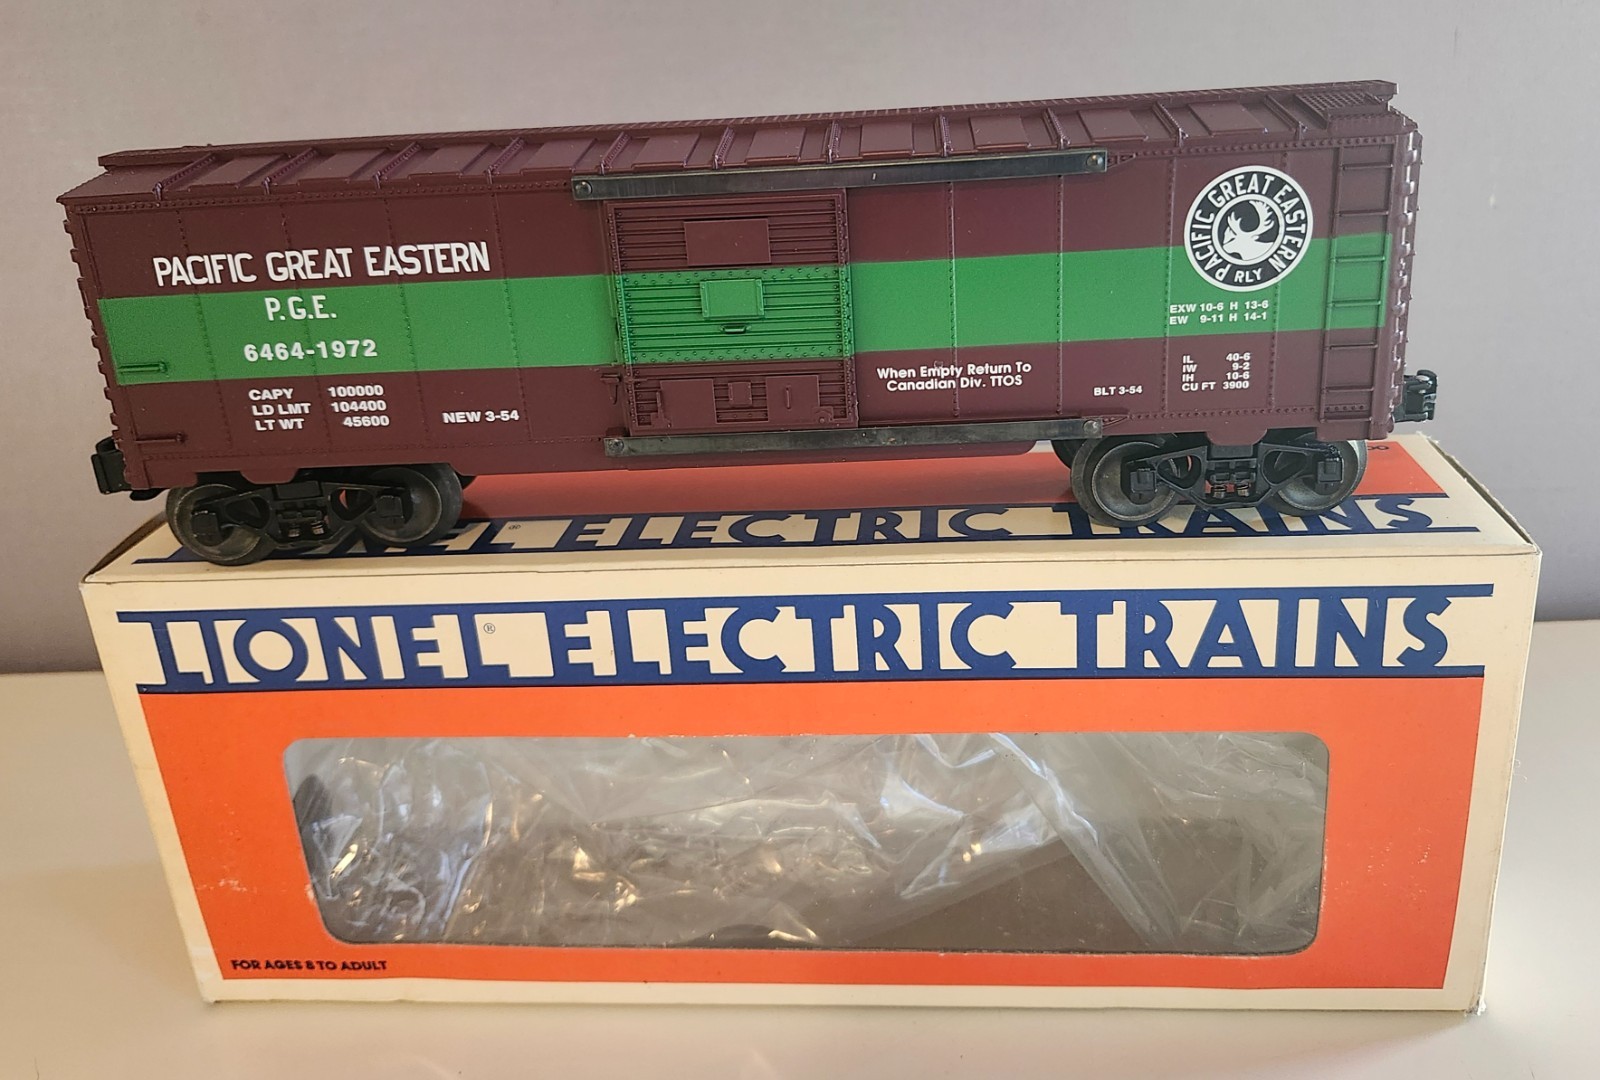 PACIFIC GREAT EASTERN
P.G.E.
6464-1972
CAPY 100000
LD LMT 104400
LT WT 45600
NEW 3-54
When Empty Return To
Canadian Div. TTOS
BLT 3-54
PACIFIC GREAT EASTERN
RLY
EXW 10-6 H 13-6
EW 9-11 H 14-1
IL 40-6
IW 9-2
IH 10-6
CU FT 3900
LIONEL ELECTRIC TRAINS
LIONEL® ELECTRIC TRAINS
FOR AGES 8 TO ADULT